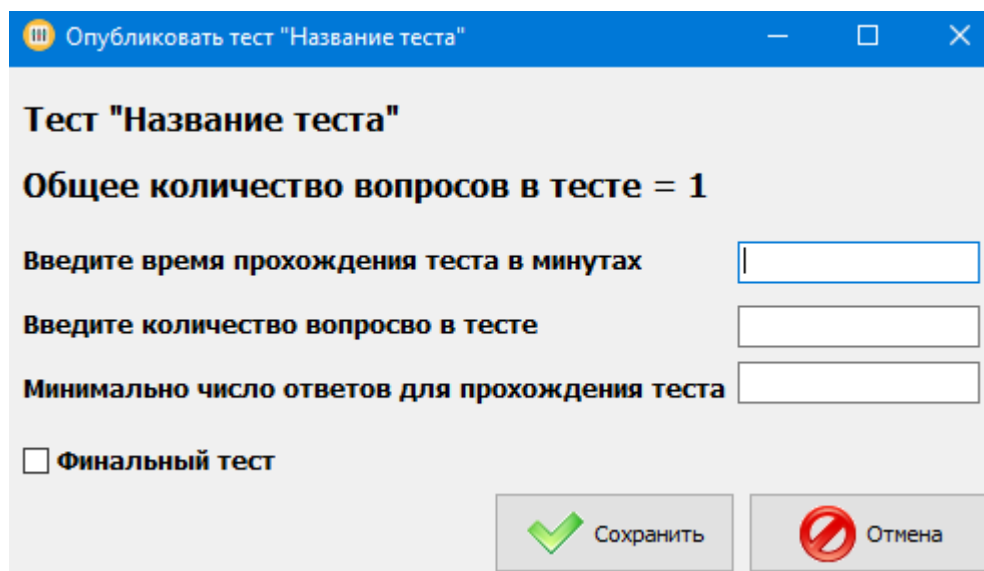 Опубликовать тест "Название теста"
Тест "Название теста"
Общее количество вопросов в тесте = 1
Введите время прохождения теста в минутах
Введите количество вопросво в тесте
Минимально число ответов для прохождения теста
Финальный тест
Сохранить Отмена